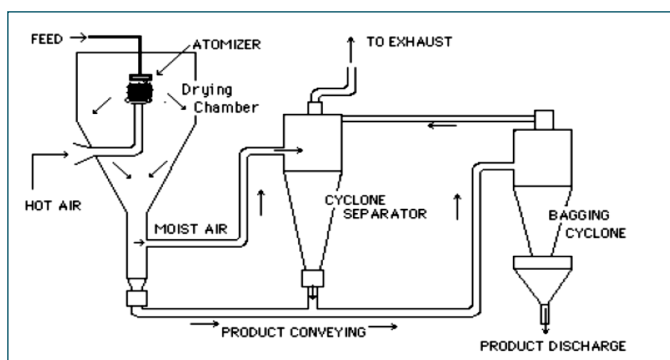 FEED
ATOMIZER
TO EXHAUST
Drying
Chamber
HOT AIR
MOIST AIR
CYCLONE
SEPARATOR
BAGGING
CYCLONE
PRODUCT CONVEYING
PRODUCT DISCHARGE